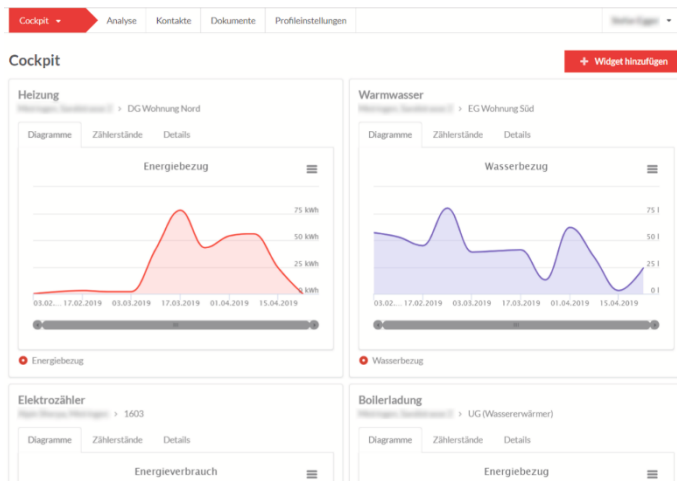 Cockpit Analyse Kontakte Dokumente Profileinstellungen
Cockpit
+ Widget hinzufügen
Heizung
> DG Wohnung Nord
Diagramme Zählerstände Details
Energiebezug
75 kWh
50 kWh
25 kWh
0 kWh
03.02.... 17.02.2019 03.03.2019 17.03.2019 01.04.2019 15.04.2019
Energiebezug
Warmwasser
> EG Wohnung Süd
Diagramme Zählerstände Details
Wasserbezug
75 l
50 l
25 l
0 l
03.02.... 17.02.2019 03.03.2019 17.03.2019 01.04.2019 15.04.2019
Wasserbezug
Elektrozähler
> 1603
Diagramme Zählerstände Details
Energieverbrauch
Boilerladung
> UG (Wassererwärmer)
Diagramme Zählerstände Details
Energiebezug